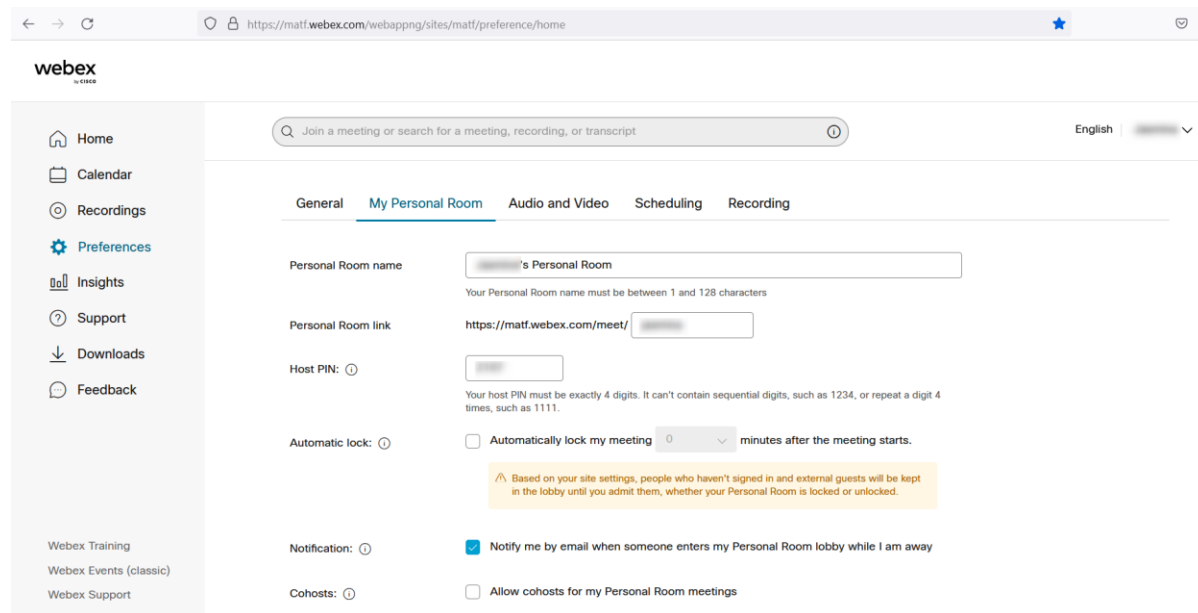 https://matf.webex.com/webappng/sites/matf/preference/home
webex
by CISCO
Home
Calendar
Recordings
Preferences
Insights
Support
Downloads
Feedback
Webex Training
Webex Events (classic)
Webex Support
Join a meeting or search for a meeting, recording, or transcript
English
General My Personal Room Audio and Video Scheduling Recording
Personal Room name 's Personal Room
Your Personal Room name must be between 1 and 128 characters
Personal Room link https://matf.webex.com/meet/
Host PIN:
Your host PIN must be exactly 4 digits. It can't contain sequential digits, such as 1234, or repeat a digit 4
times, such as 1111.
Automatic lock: Automatically lock my meeting 0 minutes after the meeting starts.
Based on your site settings, people who haven't signed in and external guests will be kept
in the lobby until you admit them, whether your Personal Room is locked or unlocked.
Notification: Notify me by email when someone enters my Personal Room lobby while I am away
Cohosts: Allow cohosts for my Personal Room meetings